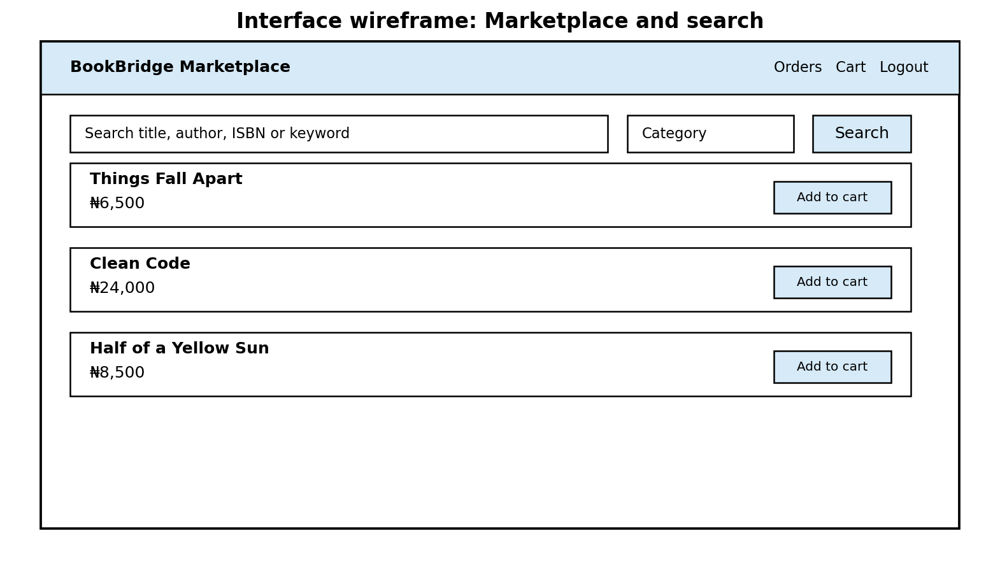 Interface wireframe: Marketplace and search
BookBridge Marketplace
Orders Cart Logout
Search title, author, ISBN or keyword
Category
Search
Things Fall Apart
₦6,500
Add to cart
Clean Code
₦24,000
Add to cart
Half of a Yellow Sun
₦8,500
Add to cart